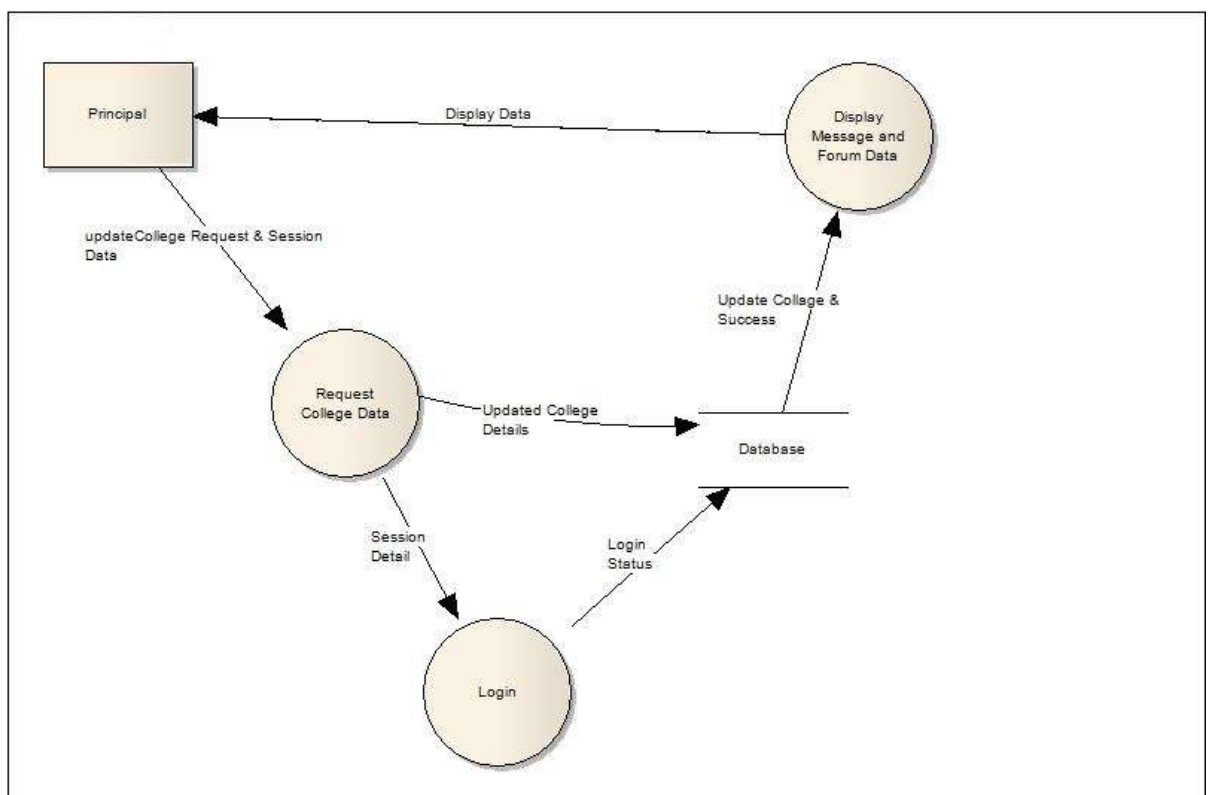 Principal
Display Data
Display
Message and
Forum Data
updateCollege Request & Session
Data
Update Collage &
Success
Request
College Data
Updated College
Details
Database
Session
Detail
Login
Status
Login